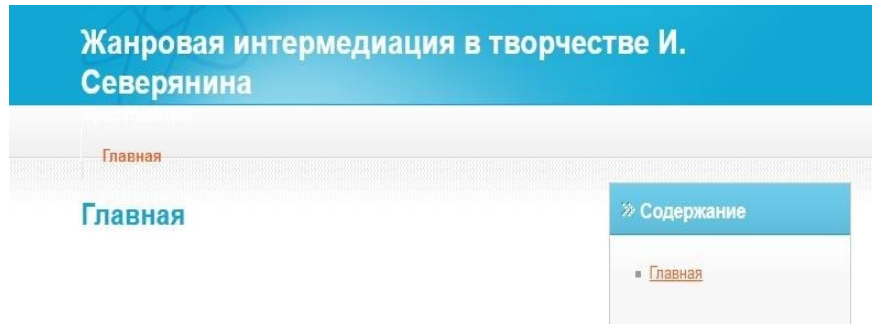 Жанровая интермедиация в творчестве И.
Северянина
Главная
Главная
Содержание
Главная